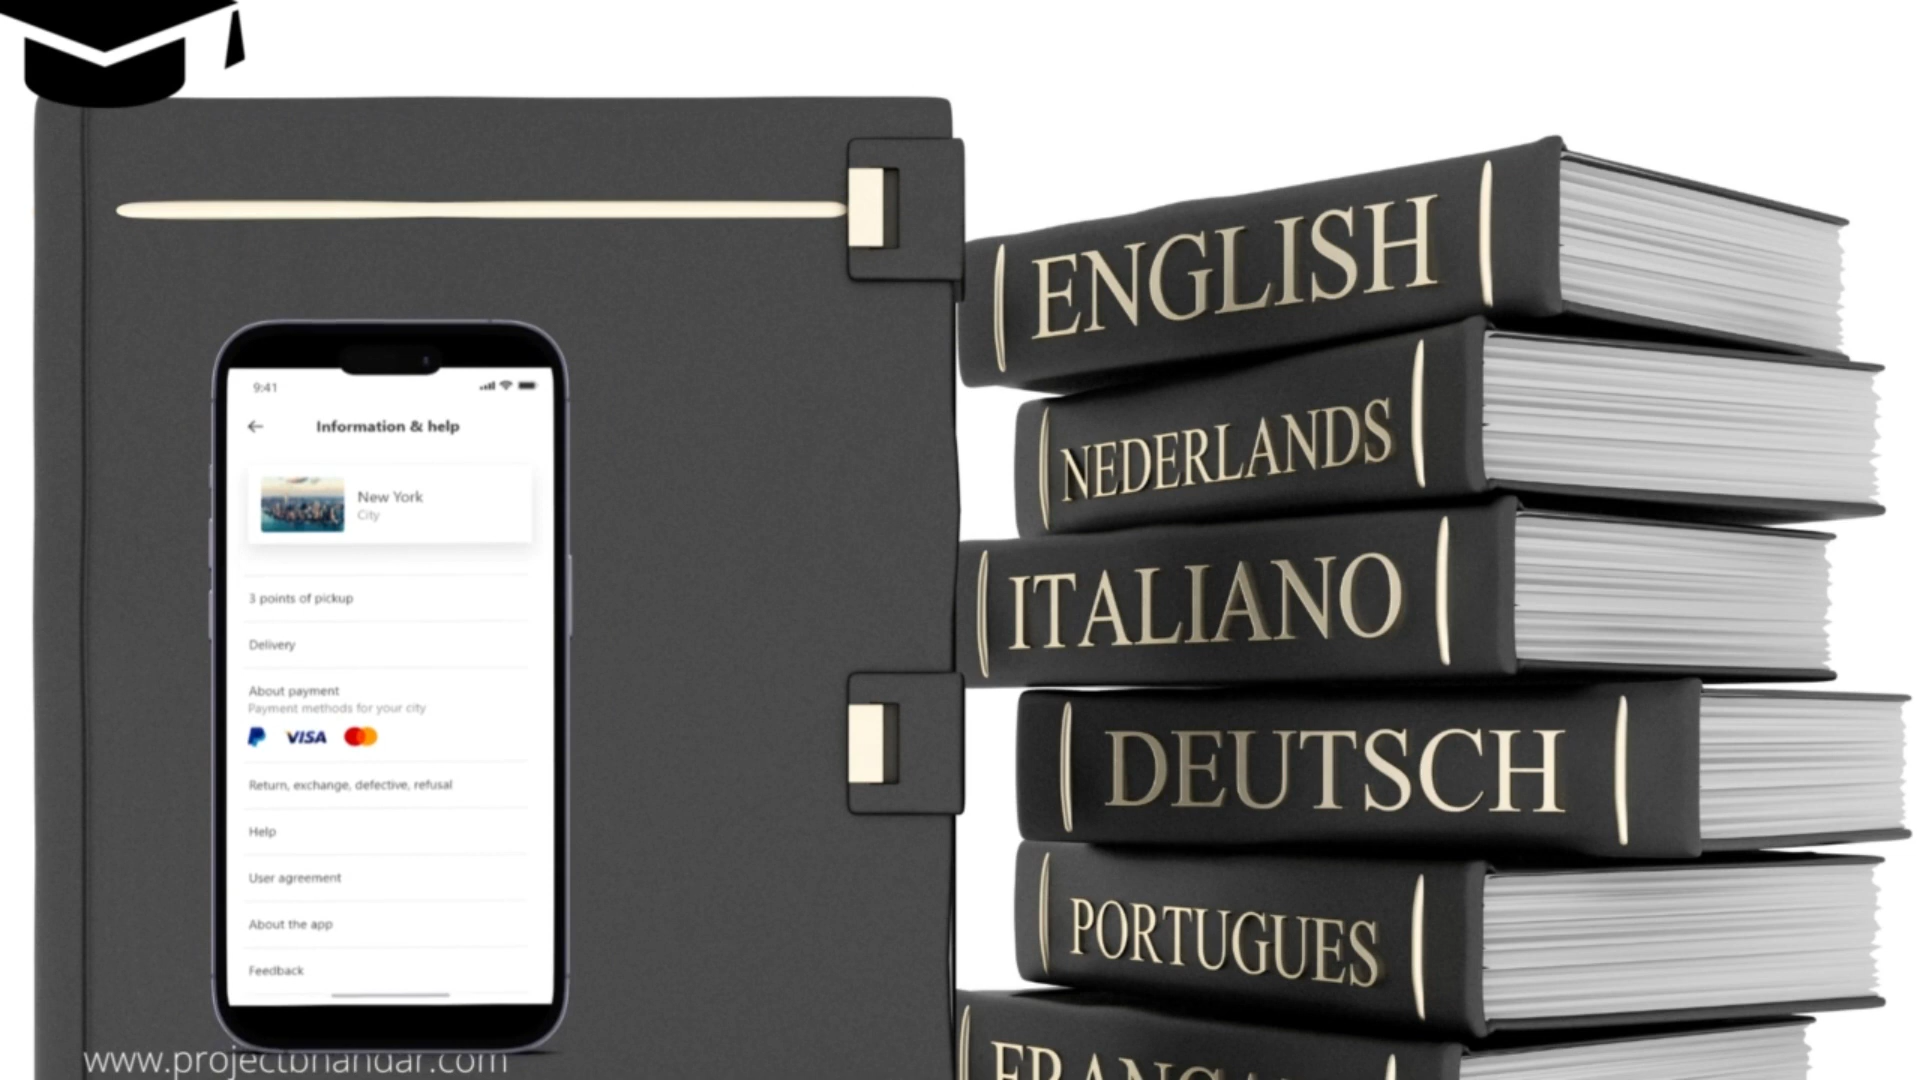 9:41
Information & help
New York
City
3 points of pickup
Delivery
About payment
Payment methods for your city
VISA
Return, exchange, defective, refusal
Help
User agreement
About the app
Feedback
www.projectbhandar.com
ENGLISH
NEDERLANDS
ITALIANO
DEUTSCH
PORTUGUES